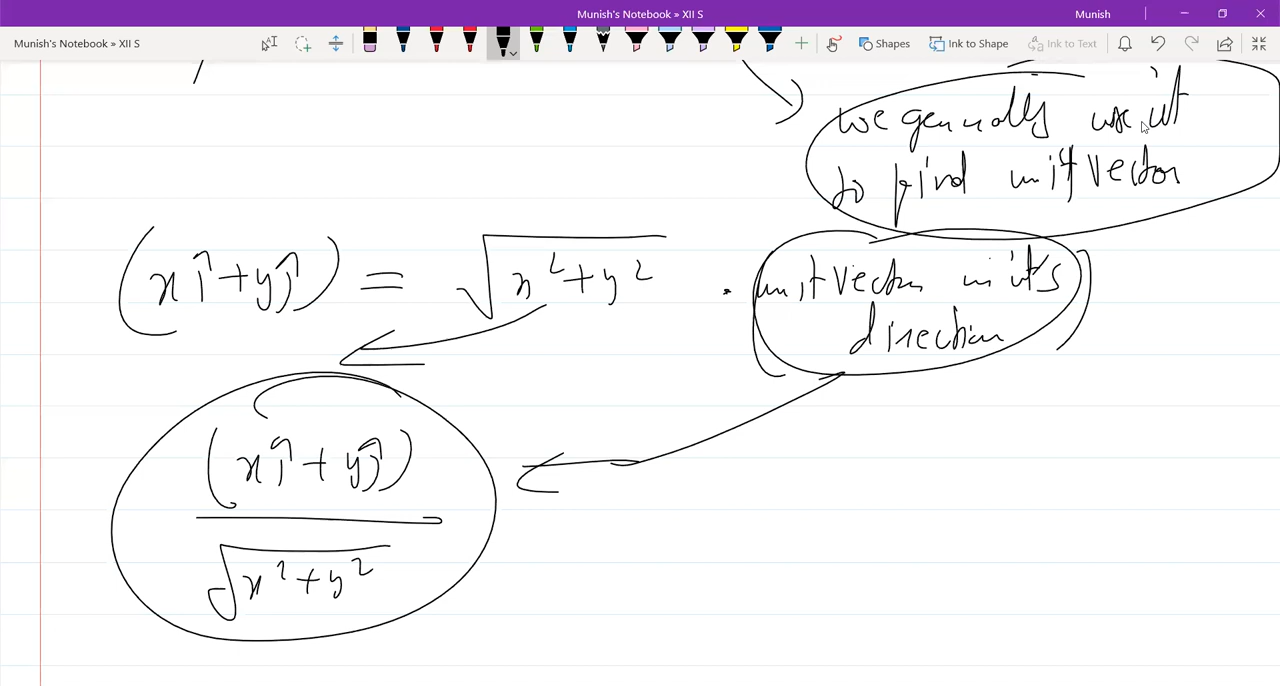 Munish's Notebook » XII S
Munish
Munish's Notebook » XII S
Shapes
Ink to Shape
Ink to Text
we generally use it
to find unit vector
(xî + yĵ) = √x² + y² . (unit vector in it's
direction)
(xî + yĵ)
√x² + y²